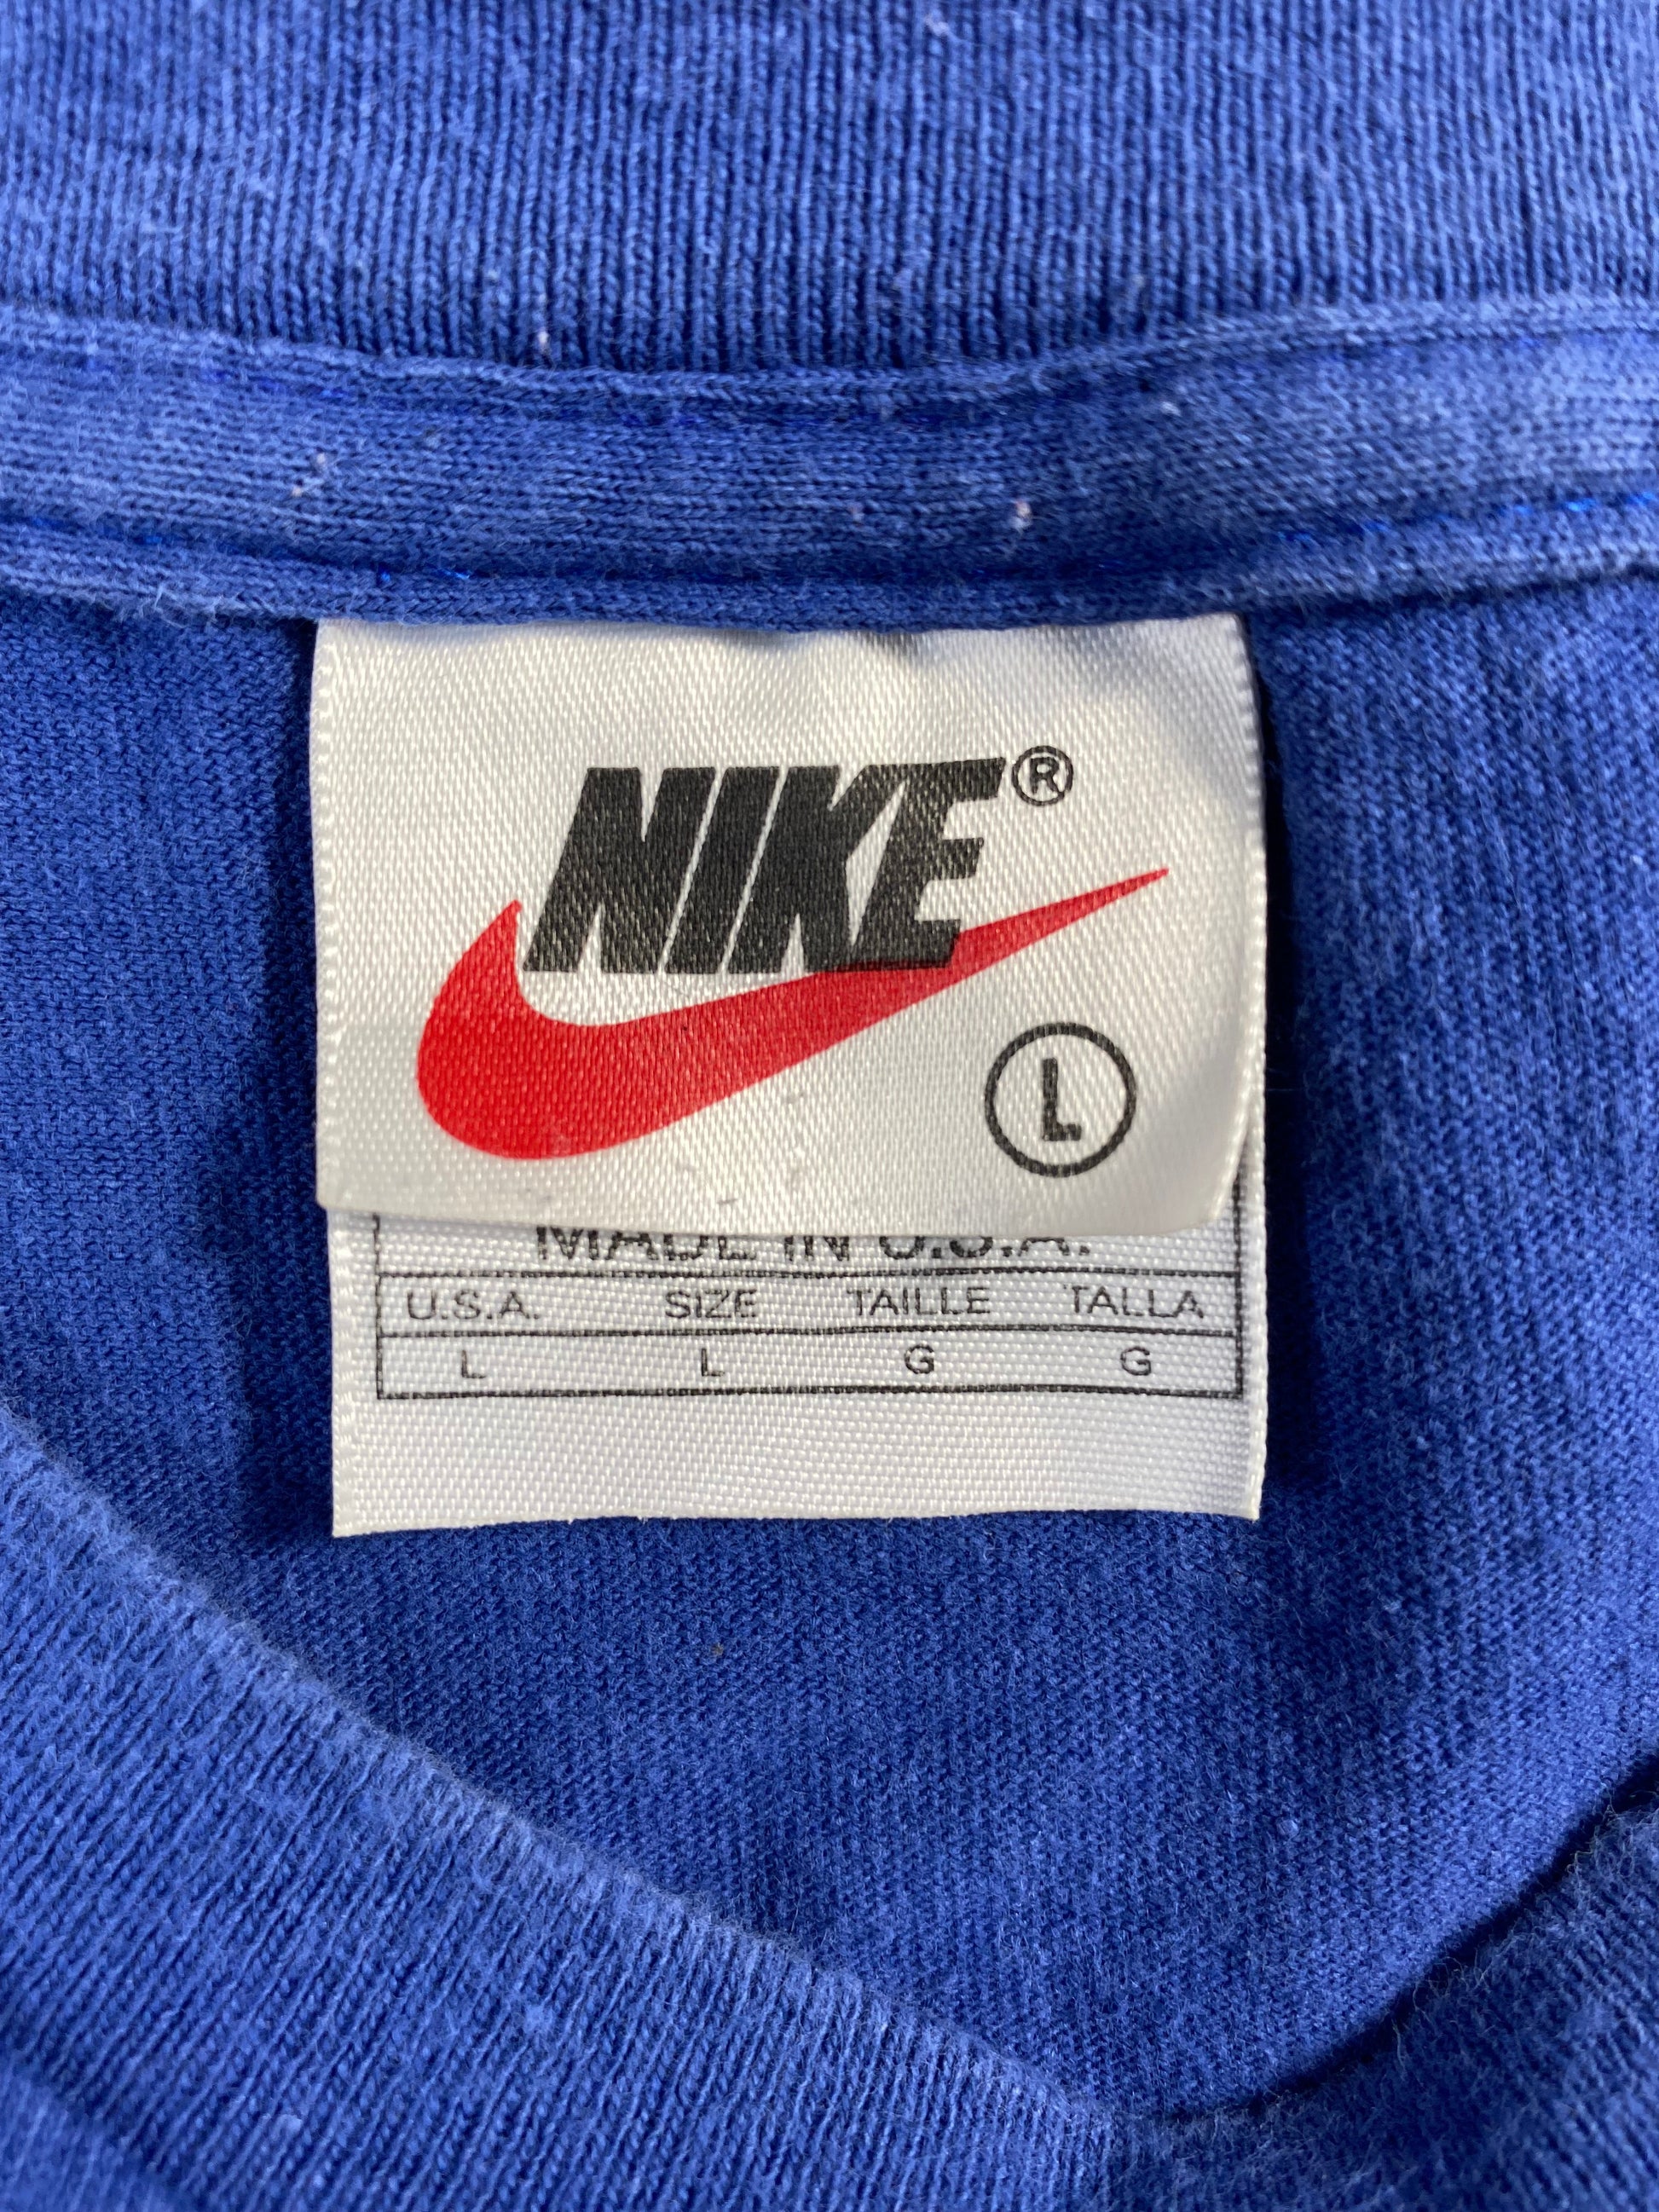 NIKE®
L
MADE IN U.S.A.
U.S.A. SIZE TAILLE TALLA
L L G G